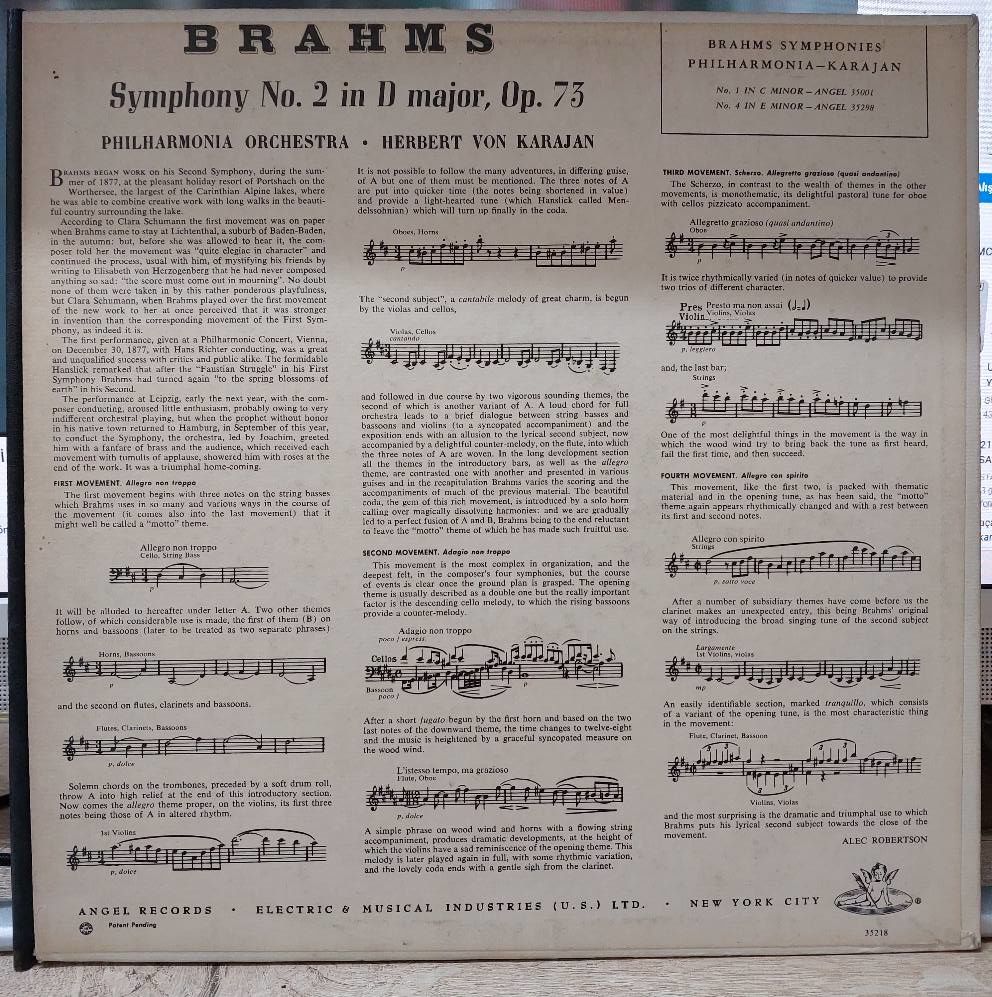 BRAHMS
Symphony No. 2 in D major, Op. 73
PHILHARMONIA ORCHESTRA • HERBERT VON KARAJAN
BRAHMS SYMPHONIES
PHILHARMONIA—KARAJAN
No. 1 IN C MINOR — ANGEL 35001
No. 4 IN E MINOR — ANGEL 35298
BRAHMS BEGAN WORK on his Second Symphony, during the sum-
mer of 1877, at the pleasant holiday resort of Portshach on the
Worthersee, the largest of the Carinthian Alpine lakes, where
he was able to combine creative work with long walks in the beauti-
ful country surrounding the lake.
According to Clara Schumann the first movement was on paper
when Brahms came to stay at Lichtenthal, a suburb of Baden-Baden,
in the autumn: but, before she was allowed to hear it, the com-
poser told her the movement was "quite elegiac in character" and
continued the process, usual with him, of mystifying his friends by
writing to Elisabeth von Herzogenberg that he had never composed
anything so sad: "the score must come out in mourning". No doubt
none of them were taken in by this rather ponderous playfulness,
but Clara Schumann, when Brahms played over the first movement
of the new work to her at once perceived that it was stronger
in invention than the corresponding movement of the First Sym-
phony, as indeed it is.
The first performance, given at a Philharmonic Concert, Vienna,
on December 30, 1877, with Hans Richter conducting, was a great
and unqualified success with critics and public alike. The formidable
Hanslick remarked that after the "Faustian Struggle" in his First
Symphony Brahms had turned again "to the spring blossoms of
earth" in his Second.
The performance at Leipzig, early the next year, with the com-
poser conducting, aroused little enthusiasm, probably owing to very
indifferent orchestral playing, but when the prophet without honor
in his native town returned to Hamburg, in September of this year,
to conduct the Symphony, the orchestra, led by Joachim, greeted
him with a fanfare of brass and the audience, which received each
movement with tumults of applause, showered him with roses at the
end of the work. It was a triumphal home-coming.
FIRST MOVEMENT. Allegro non troppo
The first movement begins with three notes on the string basses
which Brahms uses in so many and various ways in the course of
the movement (it comes also into the last movement) that it
might well be called a "motto" theme.
Allegro non troppo
Cello, String Bass
p
It will be alluded to hereafter under letter A. Two other themes
follow, of which considerable use is made, the first of them (B) on
horns and bassoons (later to be treated as two separate phrases)
Horns, Bassoons
p
and the second on flutes, clarinets and bassoons.
Flutes, Clarinets, Bassoons
p. dolce
Solemn chords on the trombones, preceded by a soft drum roll,
throw A into high relief at the end of this introductory section.
Now comes the allegro theme proper, on the violins, its first three
notes being those of A in altered rhythm.
1st Violins
p, dolce
It is not possible to follow the many adventures, in differing guise,
of A but one of them must be mentioned. The three notes of A
are put into quicker time (the notes being shortened in value)
and provide a light-hearted tune (which Hanslick called Men-
delssohnian) which will turn up finally in the coda.
Oboes, Horns
p
The "second subject", a cantabile melody of great charm, is begun
by the violas and cellos,
Violas, Cellos
cantando
and followed in due course by two vigorous sounding themes, the
second of which is another variant of A. A loud chord for full
orchestra leads to a brief dialogue between string basses and
bassoons and violins (to a syncopated accompaniment) and the
exposition ends with an allusion to the lyrical second subject, now
accompanied by a delightful counter-melody, on the flute, into which
the three notes of A are woven. In the long development section
all the themes in the introductory bars, as well as the allegro
theme, are contrasted one with another and presented in various
guises and in the recapitulation Brahms varies the scoring and the
accompaniments of much of the previous material. The beautiful
coda, the gem of this rich movement, is introduced by a solo horn
calling over magically dissolving harmonies: and we are gradually
led to a perfect fusion of A and B, Brahms being to the end reluctant
to leave the "motto" theme of which he has made such fruitful use.
SECOND MOVEMENT. Adagio non troppo
This movement is the most complex in organization, and the
deepest felt, in the composer's four symphonies, but the course
of events is clear once the ground plan is grasped. The opening
theme is usually described as a double one but the really important
factor is the descending cello melody, to which the rising bassoons
provide a counter-melody.
Adagio non troppo
poco f espress.
Cellos
Bassoon
poco f
p
After a short fugato begun by the first horn and based on the two
last notes of the downward theme, the time changes to twelve-eight
and the music is heightened by a graceful syncopated measure on
the wood wind.
L'istesso tempo, ma grazioso
Flute, Oboe
p. dolce
A simple phrase on wood wind and horns with a flowing string
accompaniment, produces dramatic developments, at the height of
which the violins have a sad reminiscence of the opening theme. This
melody is later played again in full, with some rhythmic variation,
and the lovely coda ends with a gentle sigh from the clarinet.
THIRD MOVEMENT. Scherzo. Allegretto grazioso (quasi andantino)
The Scherzo, in contrast to the wealth of themes in the other
movements, is monothematic, its delightful pastoral tune for oboe
with cellos pizzicato accompaniment.
Allegretto grazioso (quasi andantino)
Oboe
p
3
It is twice rhythmically varied (in notes of quicker value) to provide
two trios of different character.
Pres Presto ma non assai
Violin Violins, Violas
p. leggiero
and, the last bar;
Strings
p
One of the most delightful things in the movement is the way in
which the wood wind try to bring back the tune as first heard,
fail the first time, and then succeed.
FOURTH MOVEMENT. Allegro con spirito
This movement, like the first two, is packed with thematic
material and in the opening tune, as has been said, the "motto"
theme again appears rhythmically changed and with a rest between
its first and second notes.
Allegro con spirito
Strings
p. sotto voce
After a number of subsidiary themes have come before us the
clarinet makes an unexpected entry, this being Brahms' original
way of introducing the broad singing tune of the second subject
on the strings.
Largamente
1st Violins, violas
mp
An easily identifiable section, marked tranquillo, which consists
of a variant of the opening tune, is the most characteristic thing
in the movement:
Flute, Clarinet, Bassoon
3 3
3
Violins, Violas
and the most surprising is the dramatic and triumphal use to which
Brahms puts his lyrical second subject towards the close of the
movement.
ALEC ROBERTSON
ANGEL RECORDS • ELECTRIC & MUSICAL INDUSTRIES (U.S.) LTD. • NEW YORK CITY
®
Patent Pending
35218